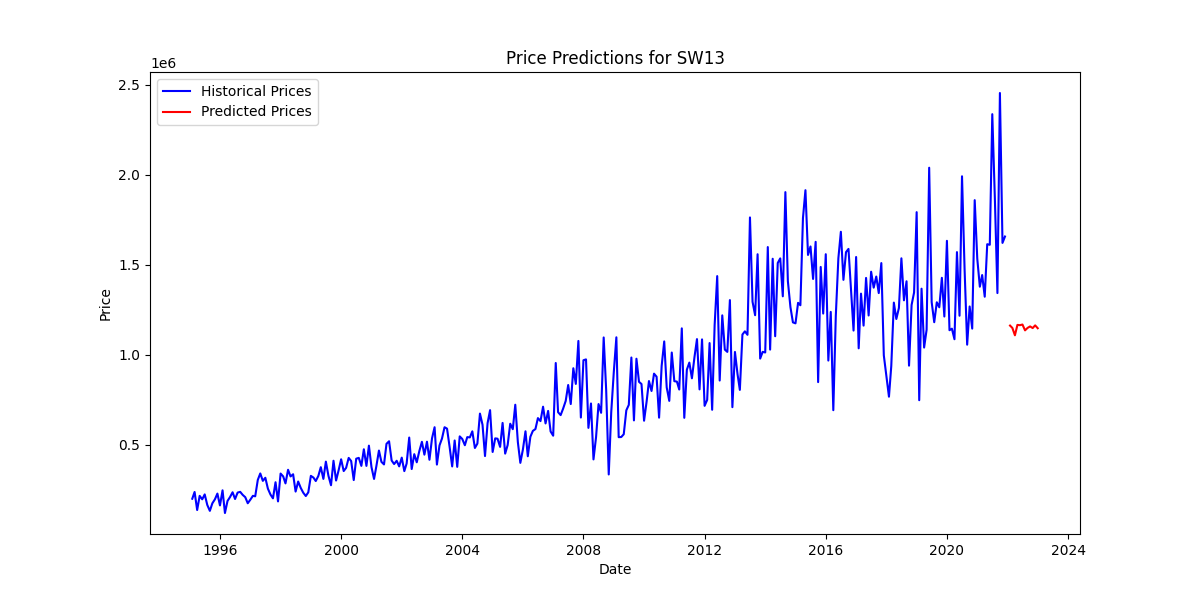 Price Predictions for SW13
1e6
Historical Prices
Predicted Prices
2.5
2.0
1.5
1.0
0.5
Price
1996 2000 2004 2008 2012 2016 2020 2024
Date